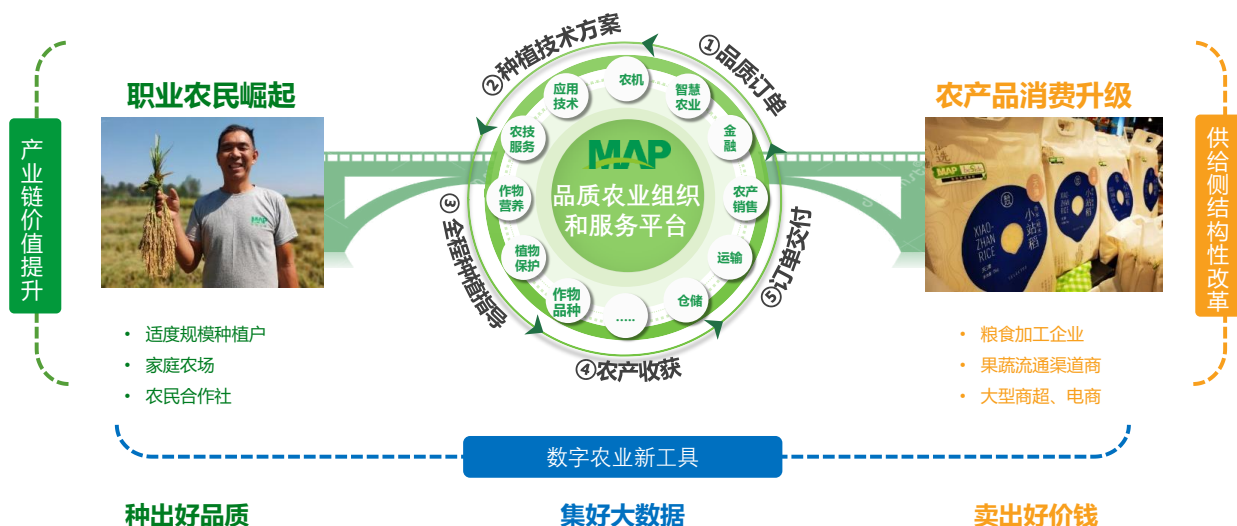 ②种植技术方案
①品质订单
职业农民崛起
农产品消费升级
产业链价值提升
供给侧结构性改革
农机
应用
技术
智慧
农业
农技
服务
金
融
作物
营养
农产
销售
植物
保护
运输
作物
品种
仓储
.....
MAP
品质农业组织
和服务平台
③全程种植指导
⑤订单交付
④农产收获
MAP
MAP
XIAO-
ZHAN
RICE
小站稻
• 适度规模种植户
• 家庭农场
• 农民合作社
• 粮食加工企业
• 果蔬流通渠道商
• 大型商超、电商
数字农业新工具
种出好品质
集好大数据
卖出好价钱